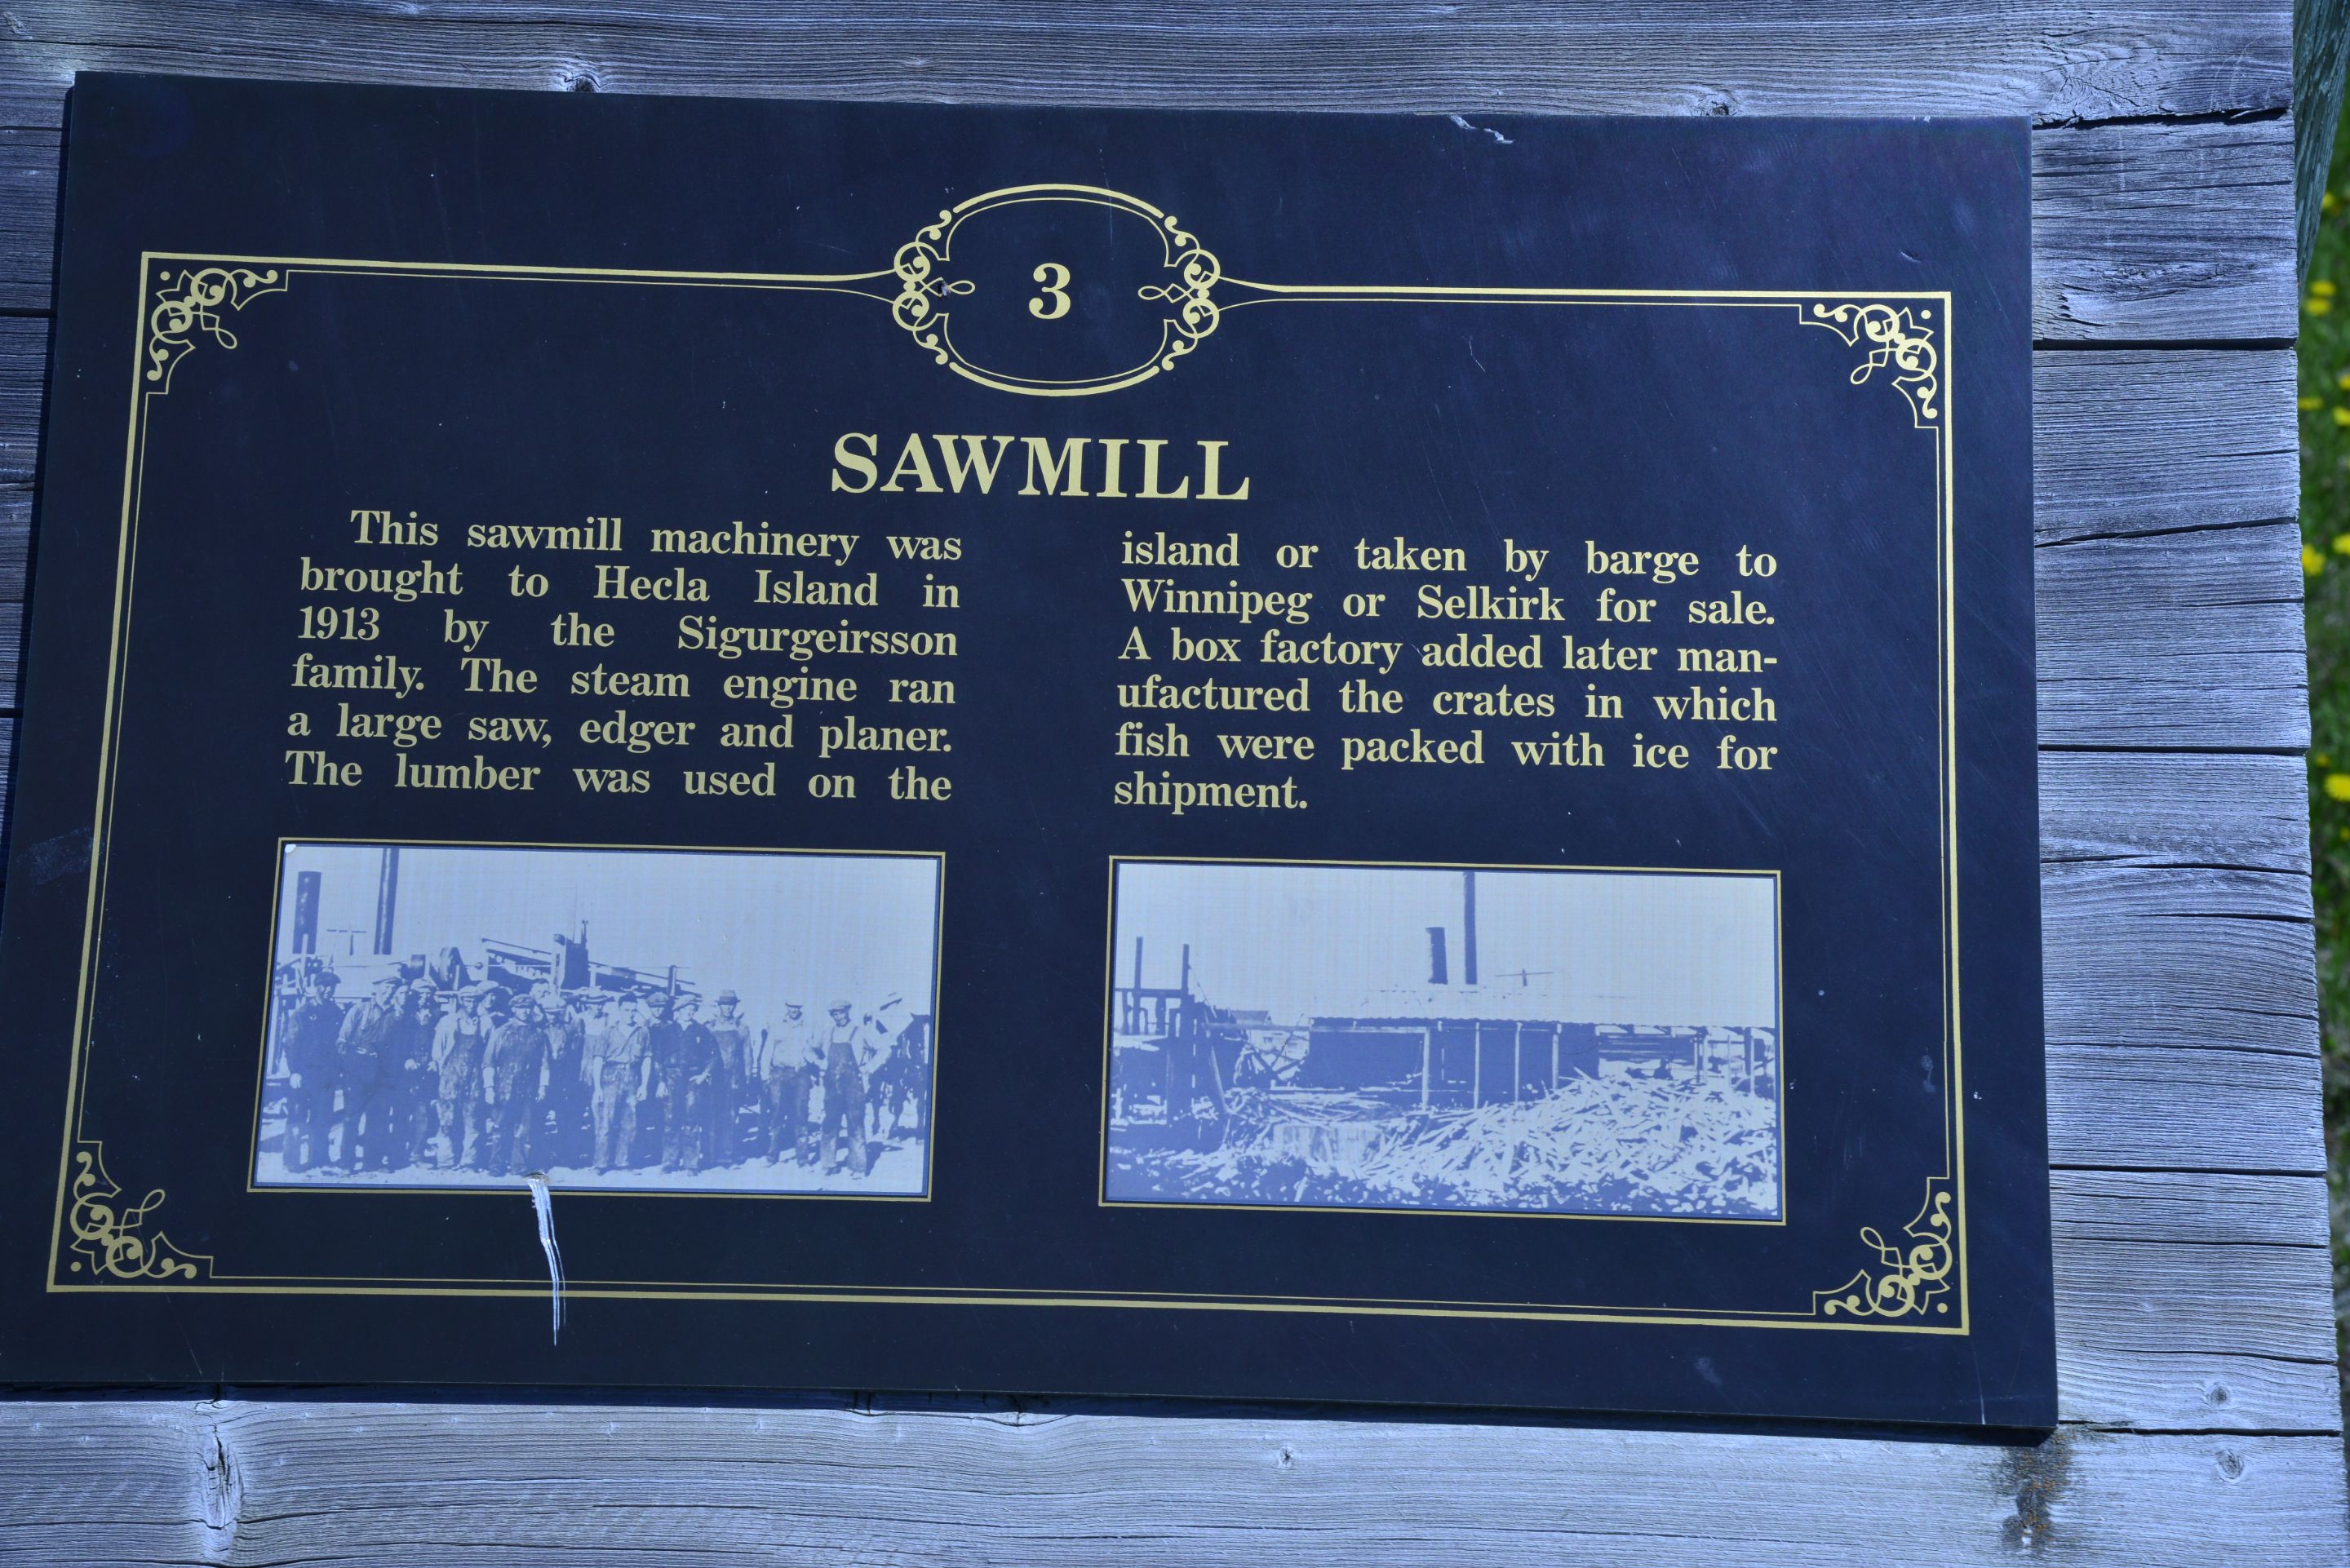 3
SAWMILL
This sawmill machinery was
brought to Hecla Island in
1913 by the Sigurgeirsson
family. The steam engine ran
a large saw, edger and planer.
The lumber was used on the
island or taken by barge to
Winnipeg or Selkirk for sale.
A box factory added later man-
ufactured the crates in which
fish were packed with ice for
shipment.